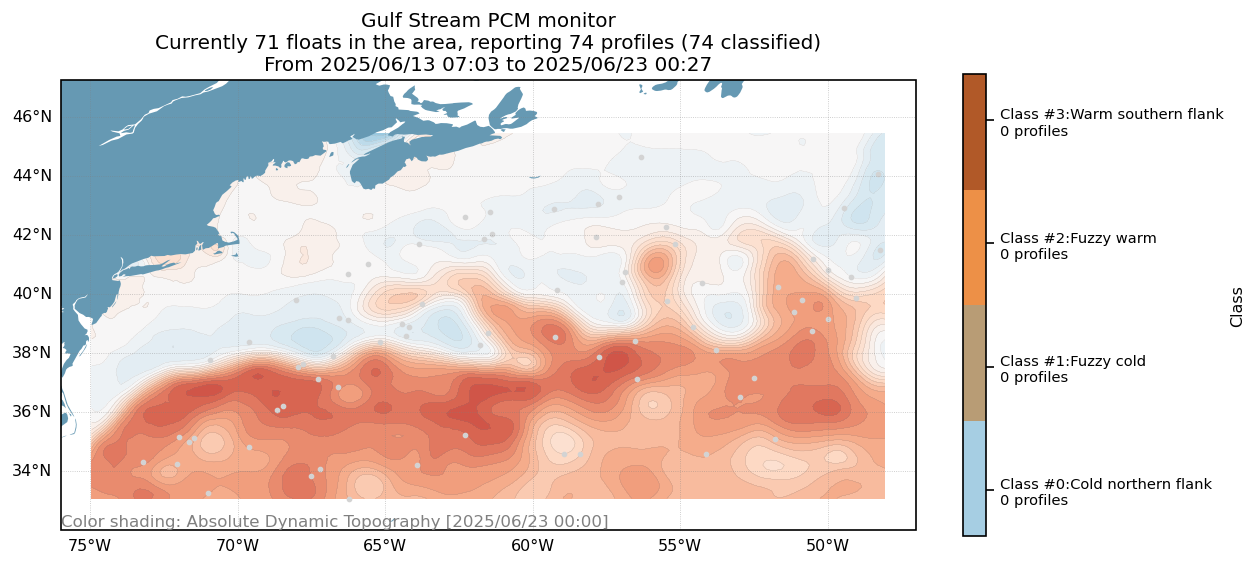 Gulf Stream PCM monitor
Currently 71 floats in the area, reporting 74 profiles (74 classified)
From 2025/06/13 07:03 to 2025/06/23 00:27
46°N
44°N
42°N
40°N
38°N
36°N
34°N
Color shading: Absolute Dynamic Topography [2025/06/23 00:00]
75°W
70°W
65°W
60°W
55°W
50°W
Class #3:Warm southern flank
0 profiles
Class #2:Fuzzy warm
0 profiles
Class #1:Fuzzy cold
0 profiles
Class #0:Cold northern flank
0 profiles
Class